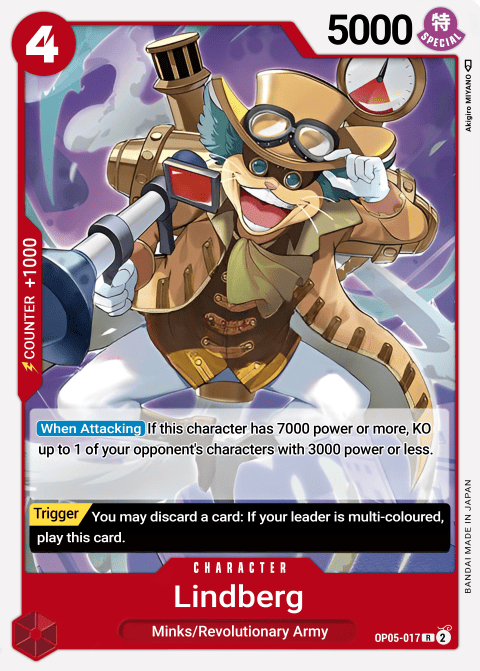 4
5000
特
SPECIAL
Akigiro MIYANO
COUNTER +1000
When Attacking If this character has 7000 power or more, KO
up to 1 of your opponent's characters with 3000 power or less.
Trigger You may discard a card: If your leader is multi-coloured,
play this card.
CHARACTER
Lindberg
Minks/Revolutionary Army
OP05-017 R 2
BANDAI MADE IN JAPAN